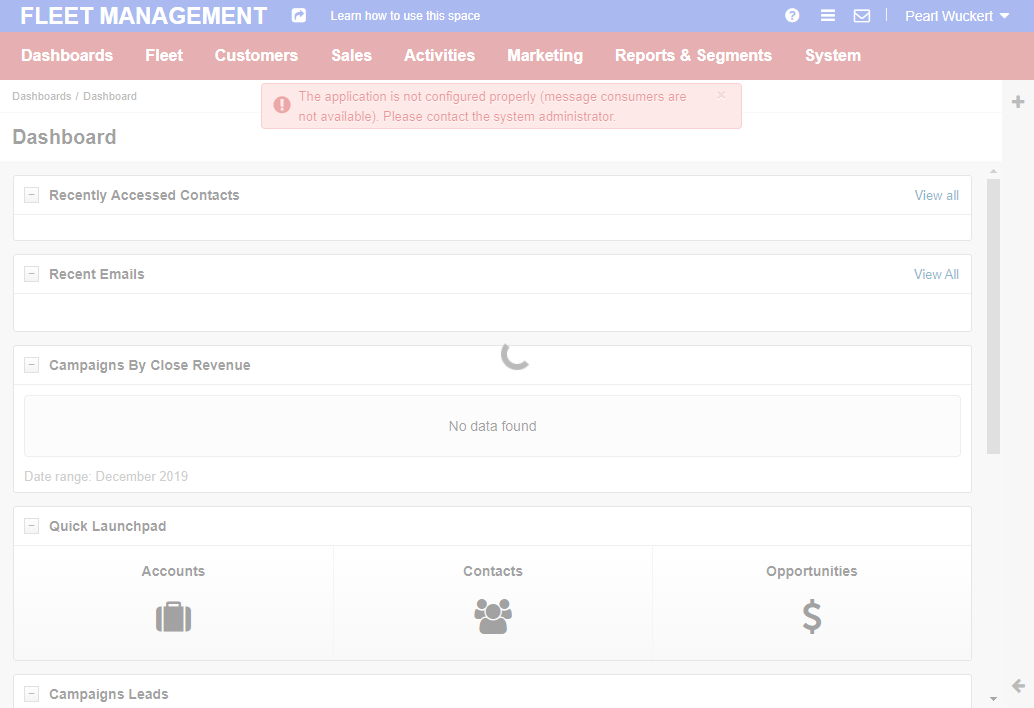 FLEET MANAGEMENT Learn how to use this space Pearl Wuckert
Dashboards Fleet Customers Sales Activities Marketing Reports & Segments System
Dashboards / Dashboard
The application is not configured properly (message consumers are
not available). Please contact the system administrator.
Dashboard
Recently Accessed Contacts View all
Recent Emails View All
Campaigns By Close Revenue
No data found
Date range: December 2019
Quick Launchpad
Accounts Contacts Opportunities
Campaigns Leads